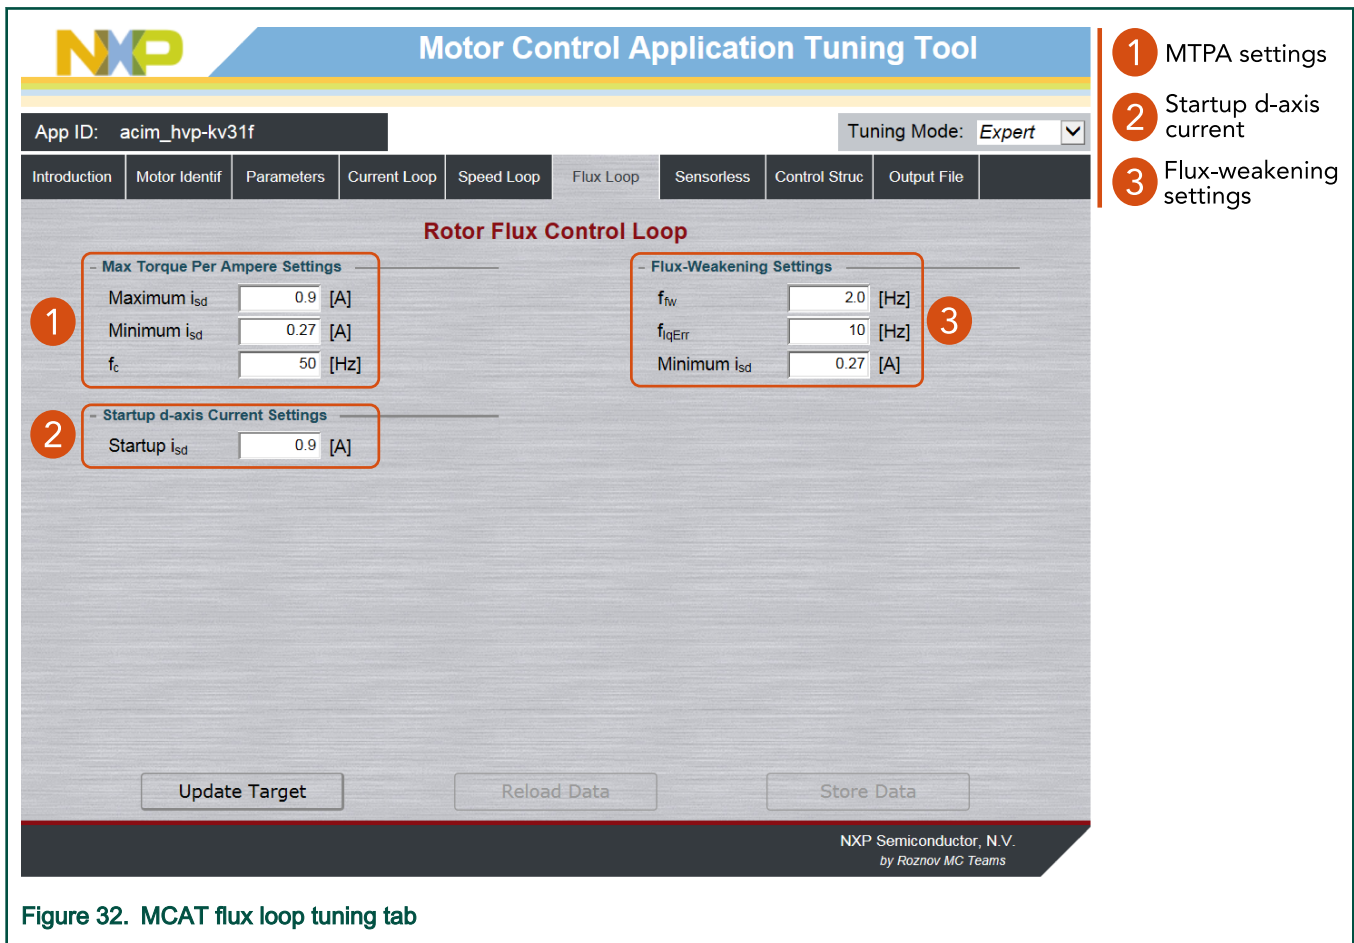 NXP
Motor Control Application Tuning Tool
App ID: acim_hvp-kv31f
Tuning Mode: Expert
Introduction Motor Identif Parameters Current Loop Speed Loop Flux Loop Sensorless Control Struc Output File
Rotor Flux Control Loop
Max Torque Per Ampere Settings
1
Maximum isd 0.9 [A]
Minimum isd 0.27 [A]
fc 50 [Hz]
Flux-Weakening Settings
ffw 2.0 [Hz]
fIqErr 10 [Hz]
Minimum isd 0.27 [A]
3
Startup d-axis Current Settings
2
Startup isd 0.9 [A]
Update Target Reload Data Store Data
NXP Semiconductor, N.V.
by Roznov MC Teams
1 MTPA settings
2 Startup d-axis
current
3 Flux-weakening
settings
Figure 32. MCAT flux loop tuning tab